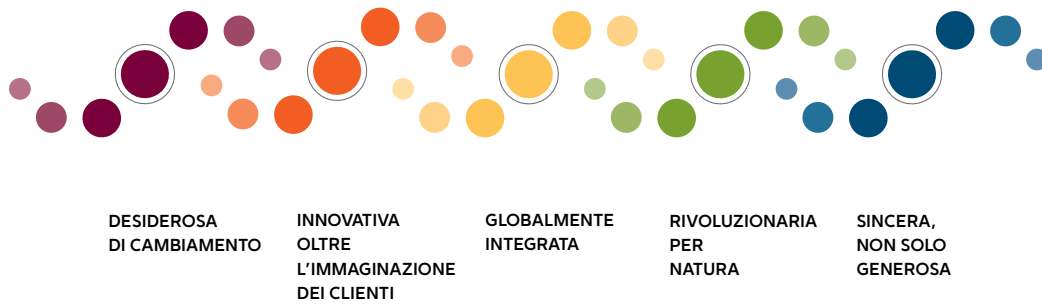 DESIDEROSA
DI CAMBIAMENTO
INNOVATIVA
OLTRE
L'IMMAGINAZIONE
DEI CLIENTI
GLOBALMENTE
INTEGRATA
RIVOLUZIONARIA
PER
NATURA
SINCERA,
NON SOLO
GENEROSA